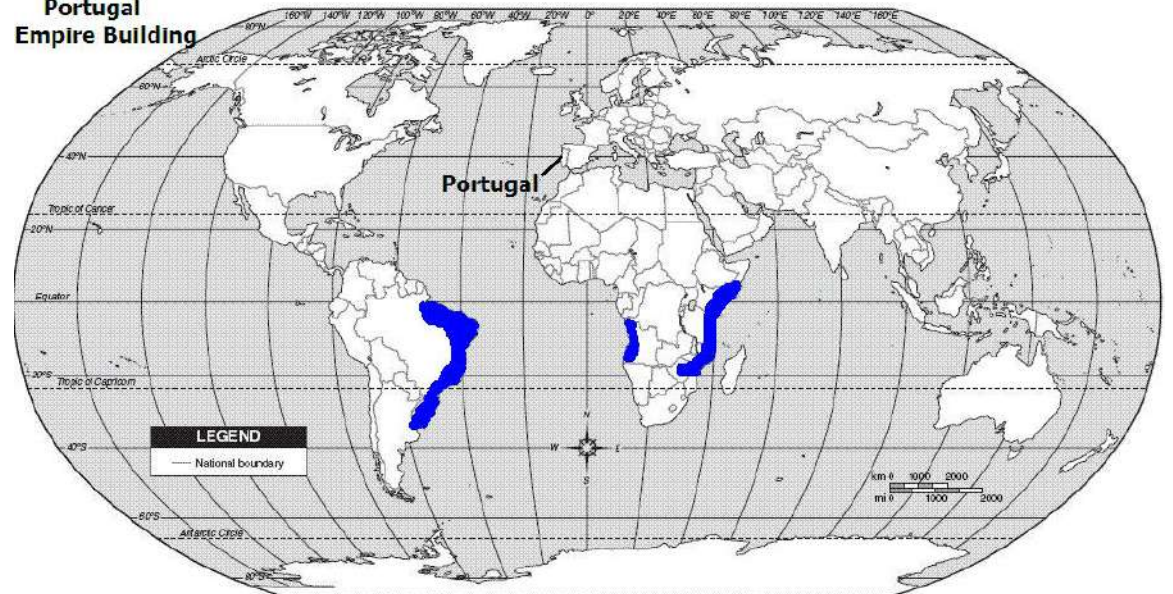 Portugal
Empire Building
160°W 140°W 120°W 100°W 80°W 60°W 40°W 20°W 0° 20°E 40°E 60°E 80°E 100°E 120°E 140°E 160°E
80°N
Arctic Circle
60°N
40°N
Portugal
Tropic of Cancer
20°N
Equator
20°S
Tropic of Capricorn
N
W
S
LEGEND
National boundary
40°S
km 0 1000 2000
mi 0 1000 2000
60°S
Antarctic Circle
80°S